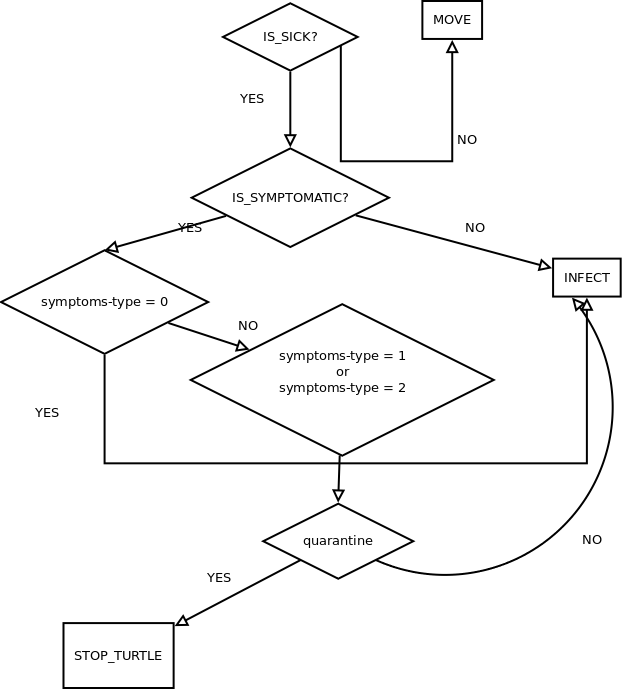 IS_SICK?
MOVE
YES
NO
IS_SYMPTOMATIC?
YES
NO
INFECT
symptoms-type = 0
NO
symptoms-type = 1
or
symptoms-type = 2
YES
quarantine
NO
YES
STOP_TURTLE